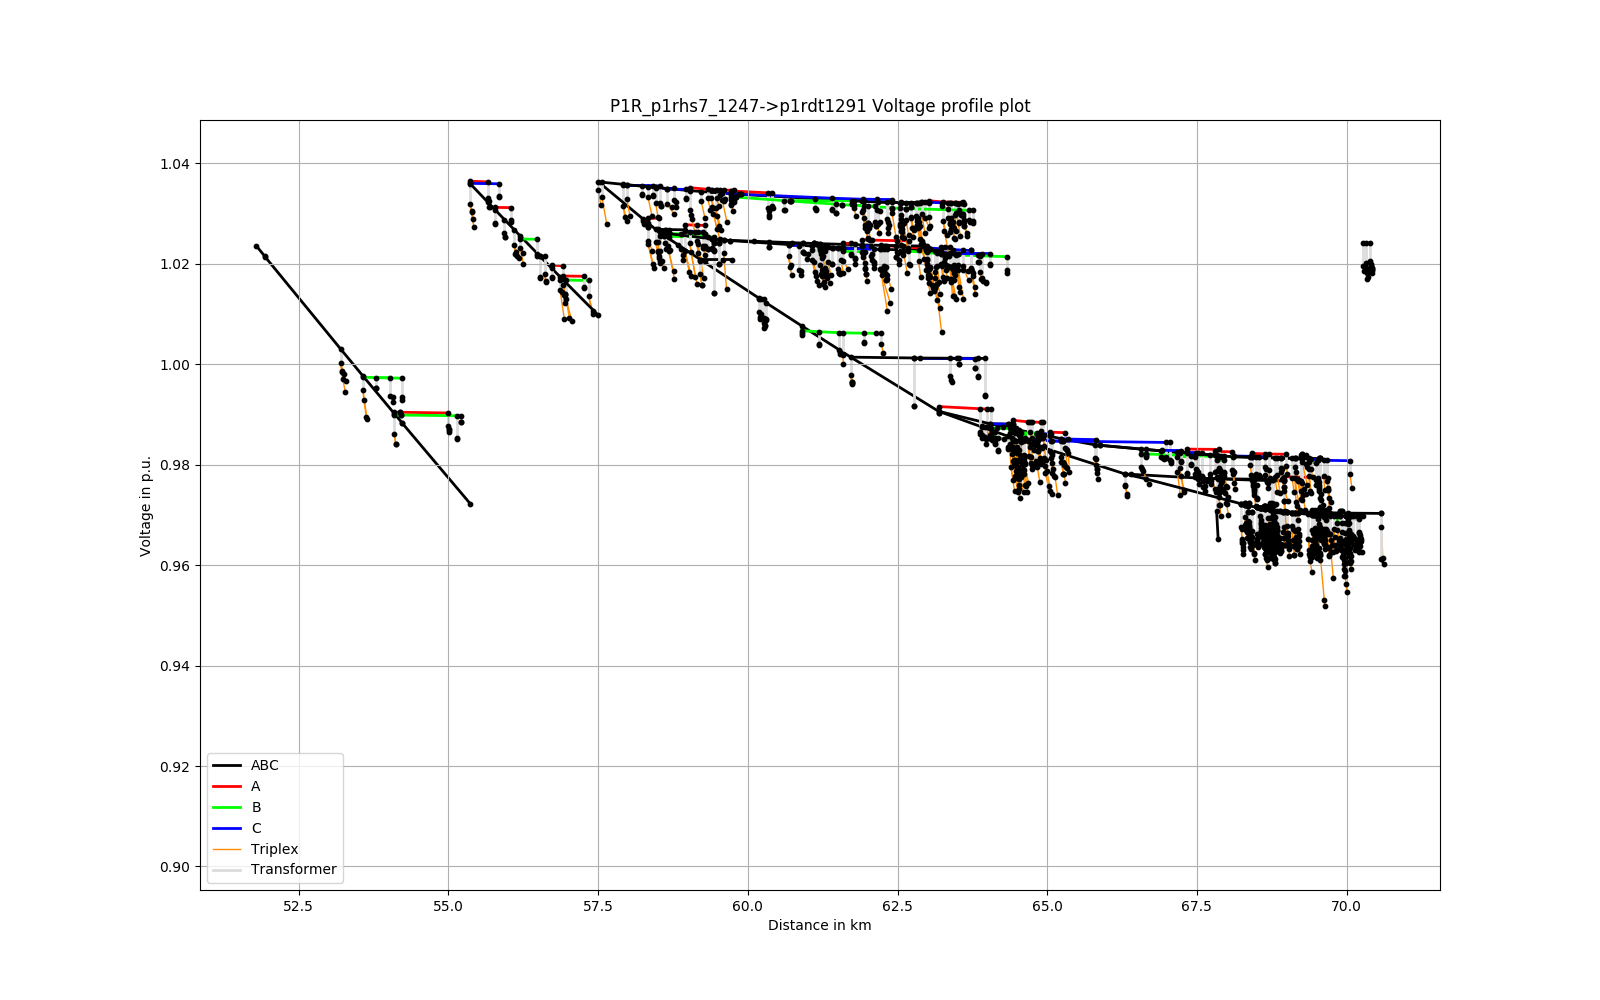 P1R_p1rhs7_1247->p1rdt1291 Voltage profile plot
1.04
1.02
1.00
0.98
0.96
0.94
0.92
0.90
Voltage in p.u.
ABC
A
B
C
Triplex
Transformer
52.5 55.0 57.5 60.0 62.5 65.0 67.5 70.0
Distance in km